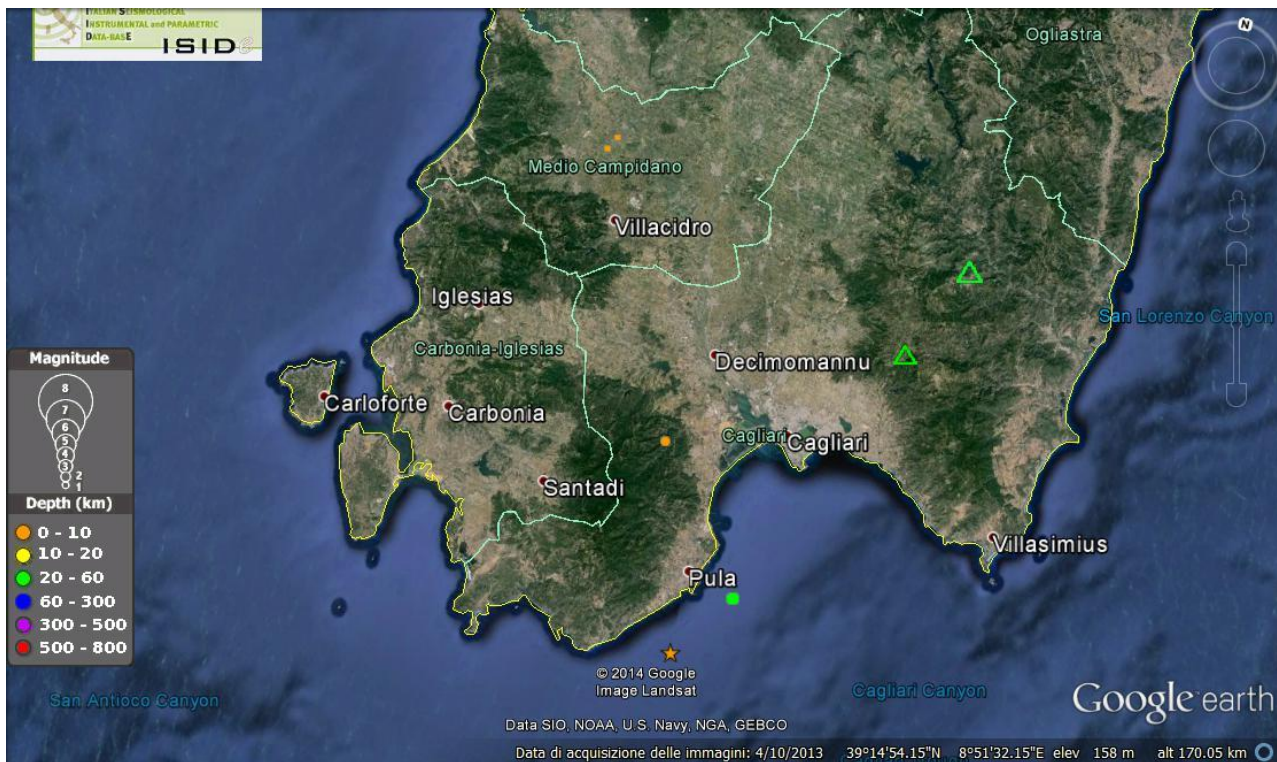 ITALIAN SEISMOLOGICAL
INSTRUMENTAL and PARAMETRIC
DATA-BASE
ISIDe
N
Ogliastra
Medio Campidano
Villacidro
Iglesias
San Lorenzo Canyon
Carbonia-Iglesias
Decimomannu
Magnitude
8
7
6
5
4
3
2
1
Carloforte
Carbonia
Cagliari
Cagliari
Santadi
Depth (km)
0 - 10
10 - 20
20 - 60
60 - 300
300 - 500
500 - 800
Villasimius
Pula
© 2014 Google
Image Landsat
San Antioco Canyon
Cagliari Canyon
Google earth
Data SIO, NOAA, U.S. Navy, NGA, GEBCO
Data di acquisizione delle immagini: 4/10/2013 39°14'54.15"N 8°51'32.15"E elev 158 m alt 170.05 km